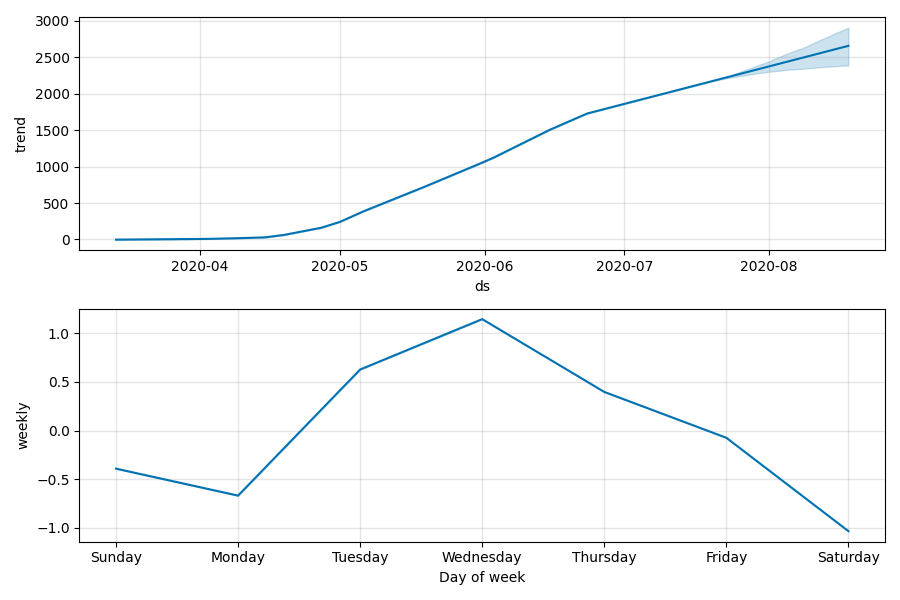 3000
2500
2000
1500
1000
500
0
trend
2020-04 2020-05 2020-06 2020-07 2020-08
ds
1.0
0.5
0.0
−0.5
−1.0
weekly
Sunday Monday Tuesday Wednesday Thursday Friday Saturday
Day of week